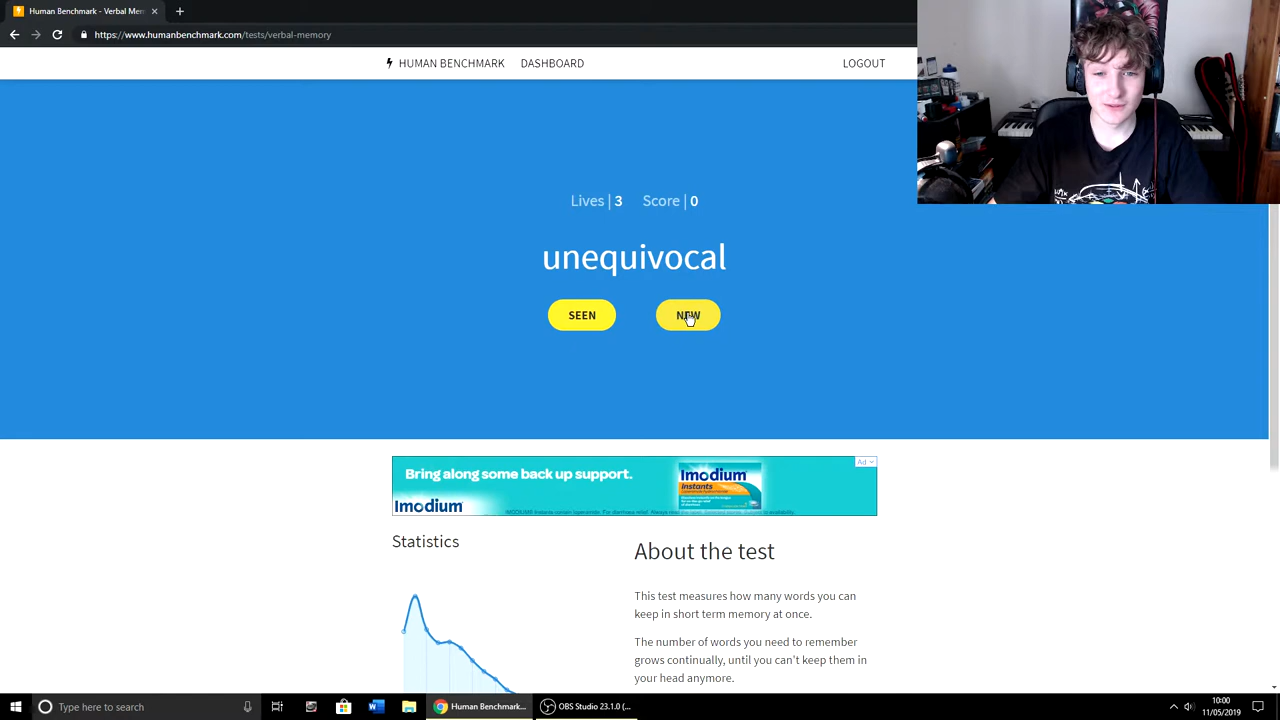 Human Benchmark - Verbal Mem
https://www.humanbenchmark.com/tests/verbal-memory
HUMAN BENCHMARK
DASHBOARD
LOGOUT
Lives | 3
Score | 0
unequivocal
SEEN
NEW
Ad
Bring along some back up support.
Imodium
Imodium
Instants
Statistics
About the test
This test measures how many words you can
keep in short term memory at once.
The number of words you need to remember
grows continually, until you can't keep them in
your head anymore.
Type here to search
Human Benchmark...
OBS Studio 23.1.0 (...
10:00
11/05/2019